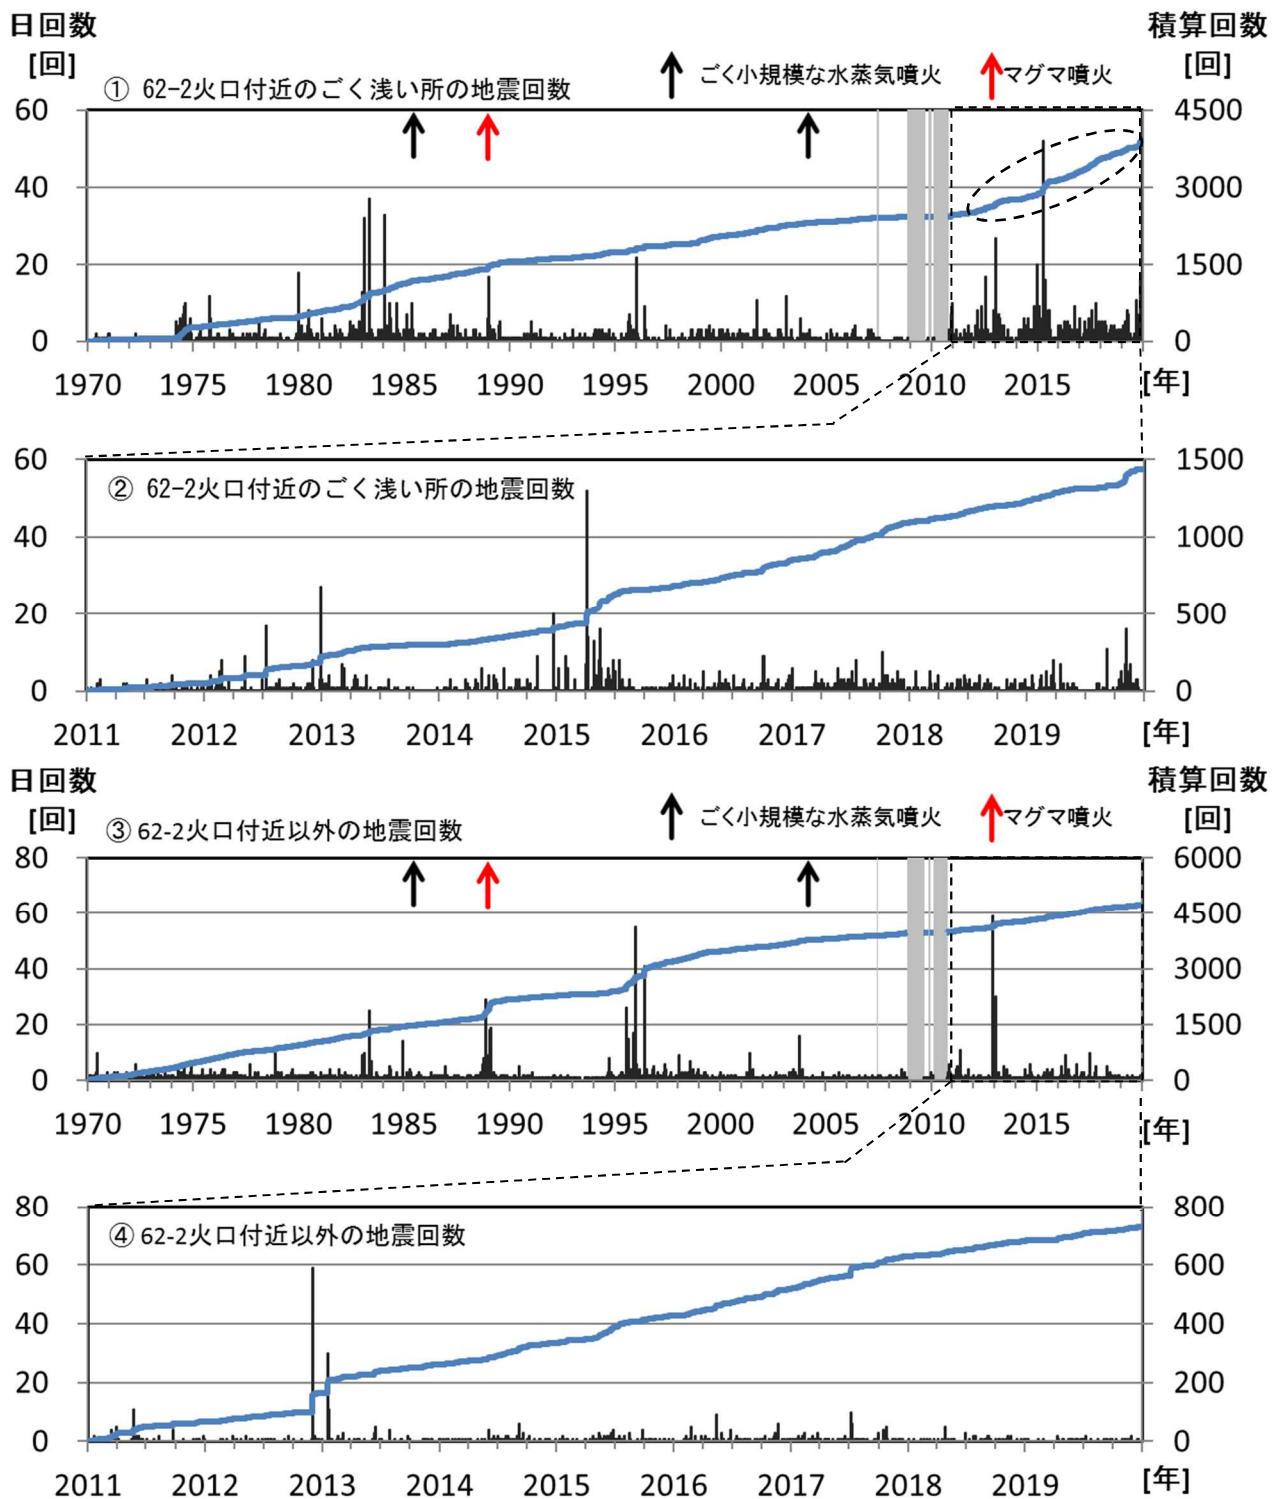 日回数
積算回数
[回]
[回]
① 62-2火口付近のごく浅い所の地震回数
ごく小規模な水蒸気噴火
マグマ噴火
60
4500
40
3000
20
1500
0
0
1970 1975 1980 1985 1990 1995 2000 2005 2010 2015 [年]
60
1500
② 62-2火口付近のごく浅い所の地震回数
40
1000
20
500
0
0
2011 2012 2013 2014 2015 2016 2017 2018 2019 [年]
日回数
積算回数
[回]
[回]
③ 62-2火口付近以外の地震回数
ごく小規模な水蒸気噴火
マグマ噴火
80
6000
60
4500
40
3000
20
1500
0
0
1970 1975 1980 1985 1990 1995 2000 2005 2010 2015 [年]
80
800
④ 62-2火口付近以外の地震回数
60
600
40
400
20
200
0
0
2011 2012 2013 2014 2015 2016 2017 2018 2019 [年]